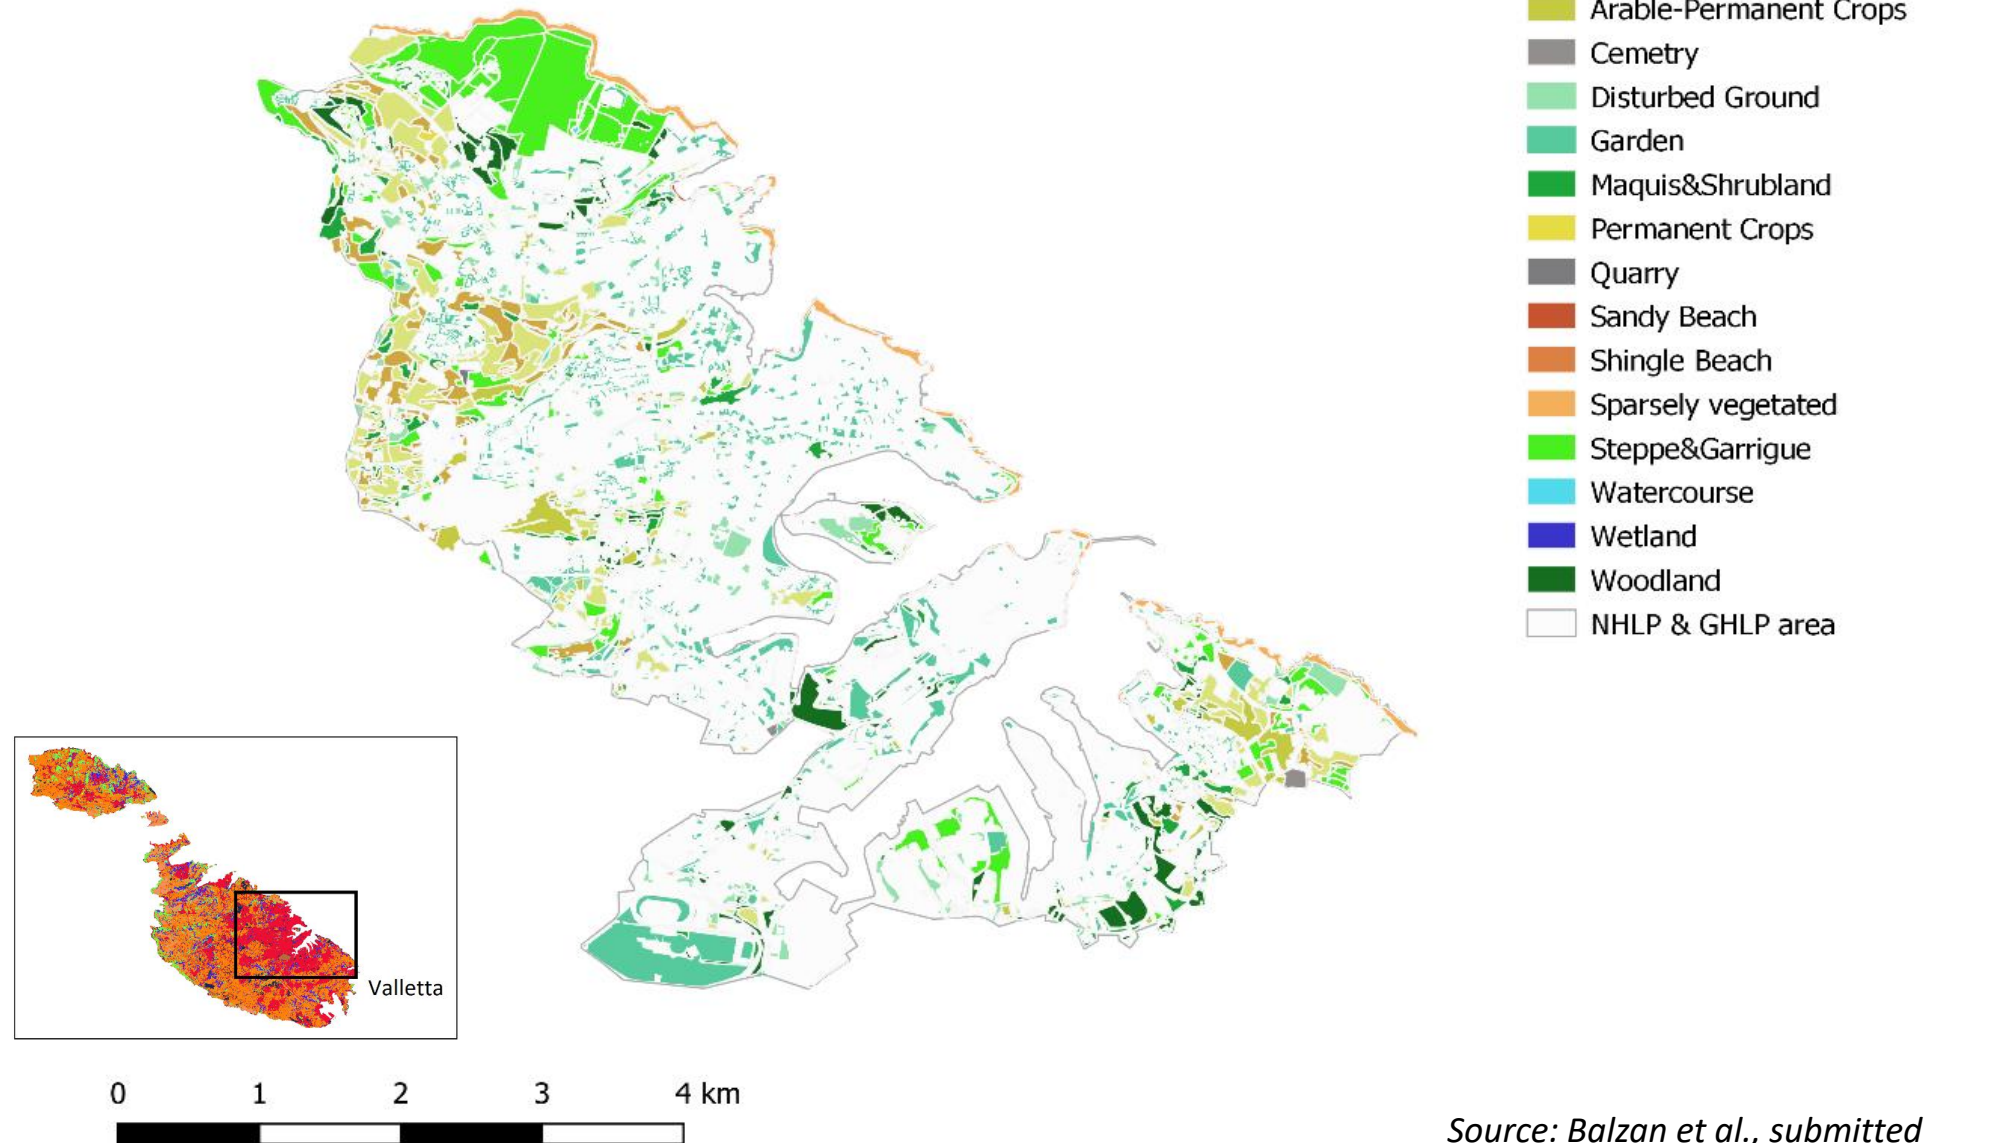 Arable-Permanent Crops
Cemetry
Disturbed Ground
Garden
Maquis&Shrubland
Permanent Crops
Quarry
Sandy Beach
Shingle Beach
Sparsely vegetated
Steppe&Garrigue
Watercourse
Wetland
Woodland
NHLP & GHLP area
Valletta
0 1 2 3 4 km
Source: Balzan et al., submitted